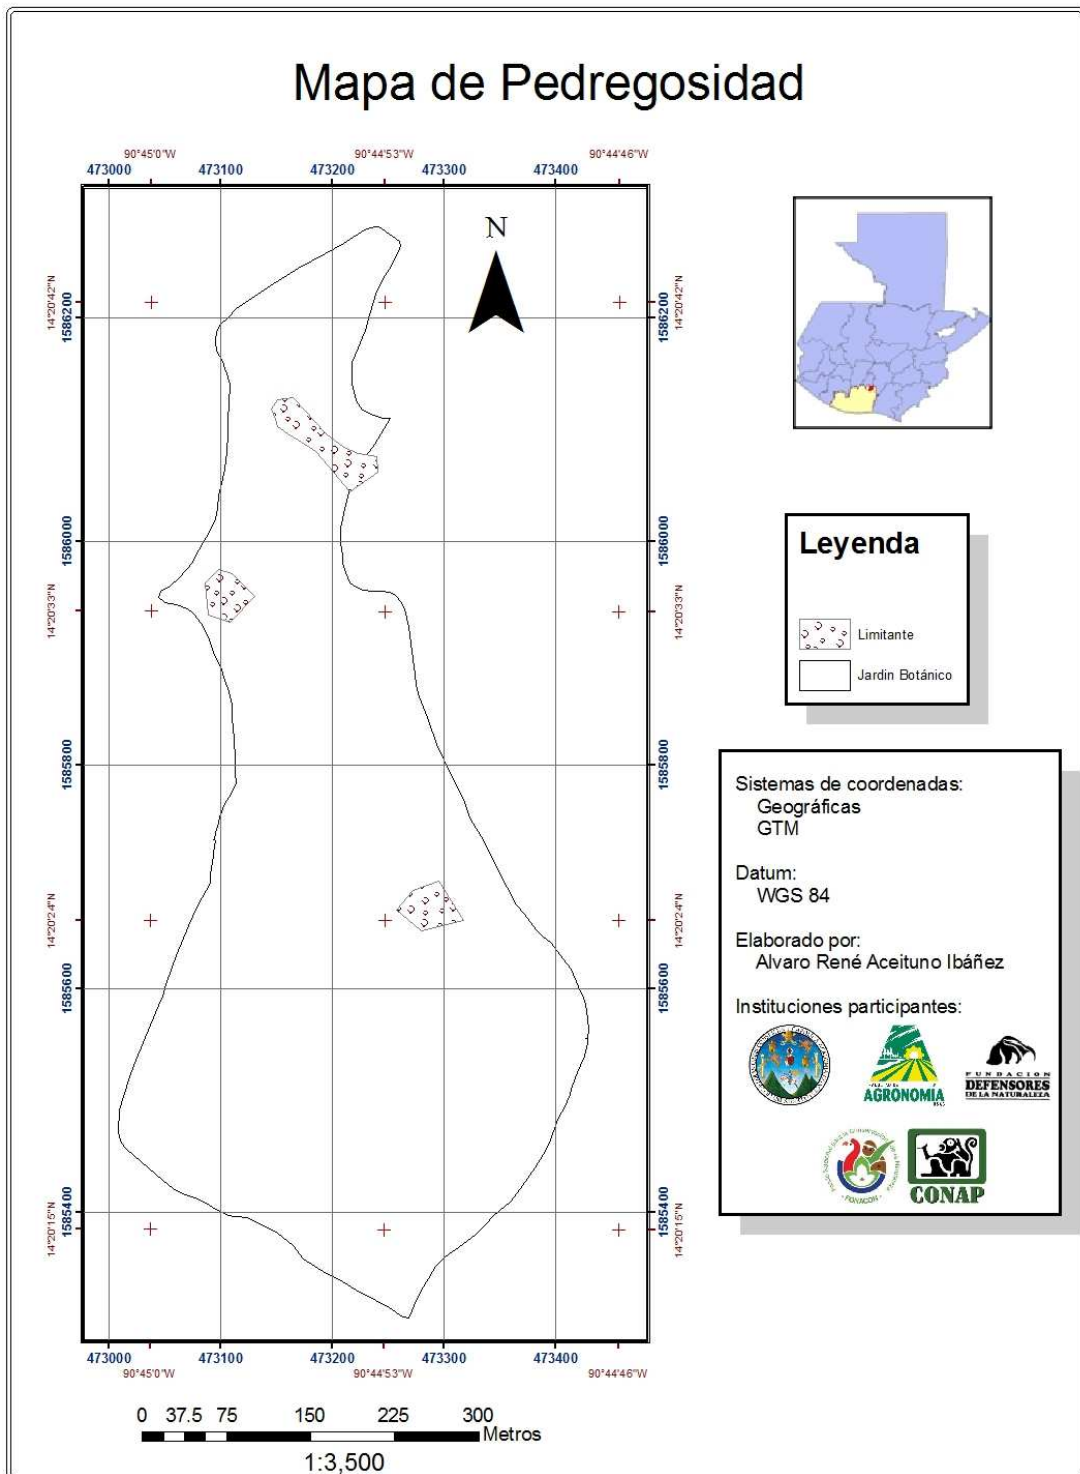 Mapa de Pedregosidad
90°45'0"W 90°44'53"W 90°44'46"W
473000 473100 473200 473300 473400
N
14°20'42"N
1586200
1586200
14°20'42"N
1586000
1586000
14°20'33"N
14°20'33"N
1585800
1585800
14°20'24"N
14°20'24"N
1585600
1585600
1585400
1585400
14°20'15"N
14°20'15"N
473000 473100 473200 473300 473400
90°45'0"W 90°44'53"W 90°44'46"W
0 37.5 75 150 225 300
Metros
1:3,500
Leyenda
Limitante
Jardin Botánico
Sistemas de coordenadas:
Geográficas
GTM
Datum:
WGS 84
Elaborado por:
Alvaro René Aceituno Ibáñez
Instituciones participantes:
AGRONOMIA
FUNDACION
DEFENSORES
DE LA NATURALEZA
FONACON
CONAP